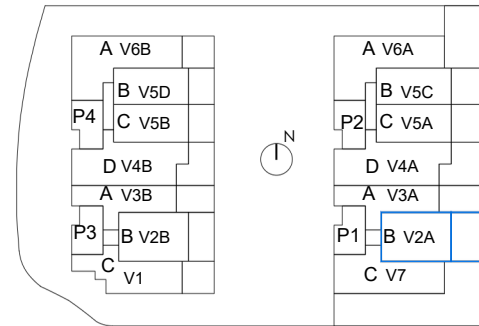 A V6B
B V5D
P4
C V5B
D V4B
A V3B
P3
B V2B
C
V1
N
A V6A
B V5C
P2
C V5A
D V4A
A V3A
P1
B V2A
C V7